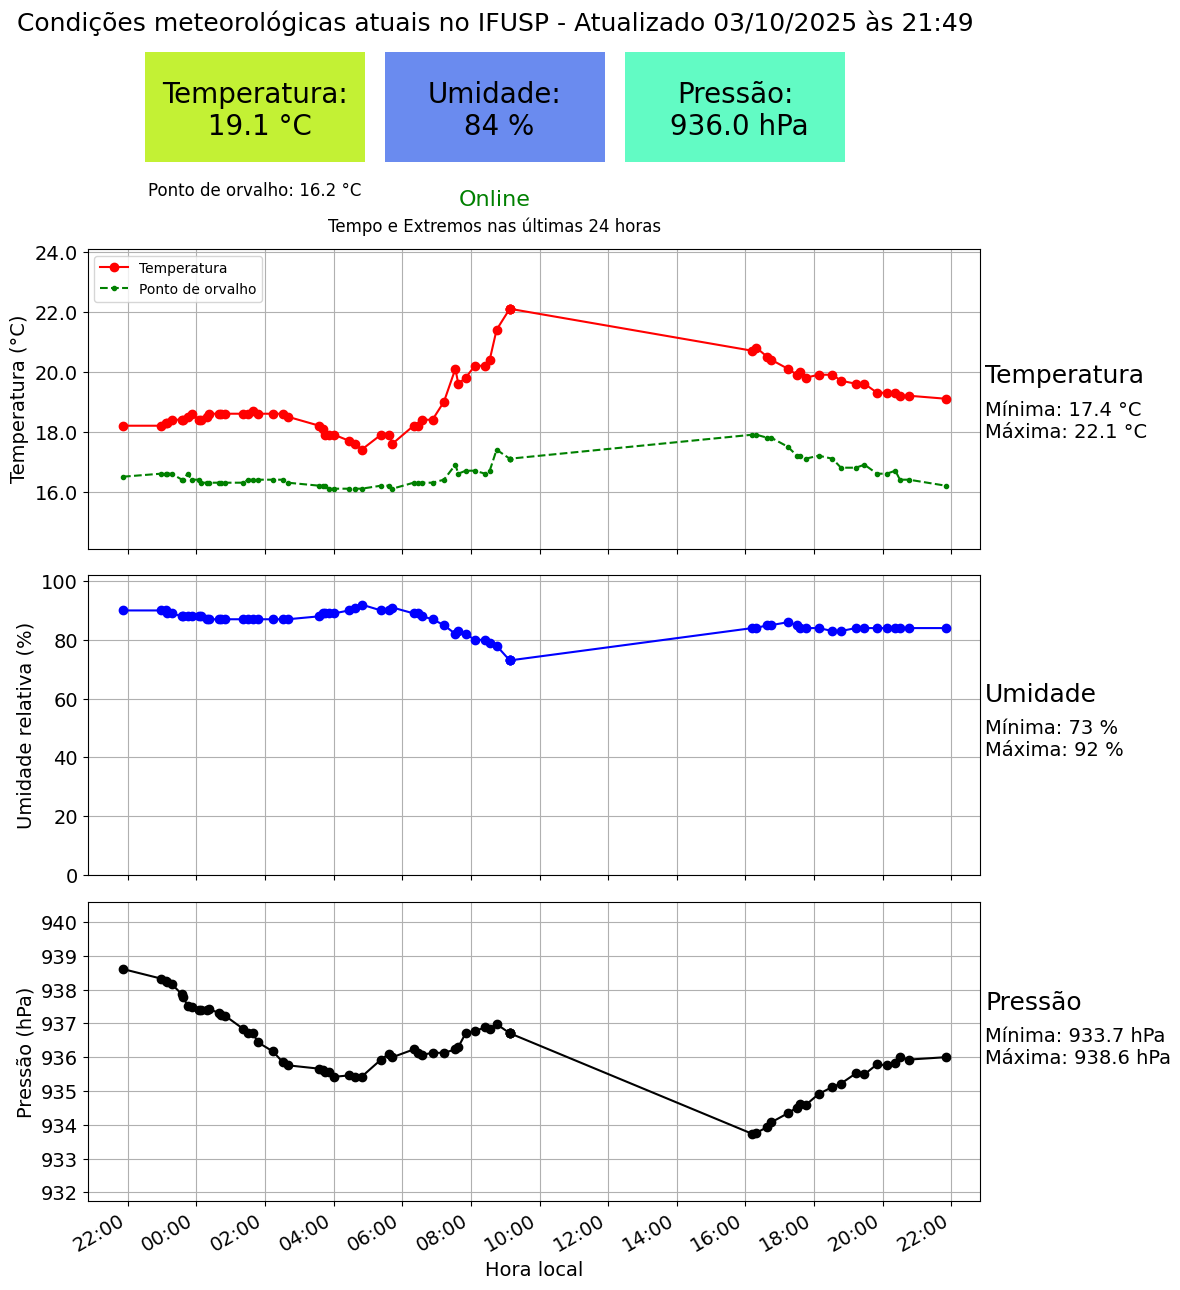 Condições meteorológicas atuais no IFUSP - Atualizado 03/10/2025 às 21:49
Temperatura:
19.1 °C
Umidade:
84 %
Pressão:
936.0 hPa
Ponto de orvalho: 16.2 °C
Online
Tempo e Extremos nas últimas 24 horas
Temperatura (°C)
24.0
22.0
20.0
18.0
16.0
Temperatura
Ponto de orvalho
Temperatura
Mínima: 17.4 °C
Máxima: 22.1 °C
Umidade relativa (%)
100
80
60
40
20
0
Umidade
Mínima: 73 %
Máxima: 92 %
Pressão (hPa)
940
939
938
937
936
935
934
933
932
Pressão
Mínima: 933.7 hPa
Máxima: 938.6 hPa
22:00 00:00 02:00 04:00 06:00 08:00 10:00 12:00 14:00 16:00 18:00 20:00 22:00
Hora local